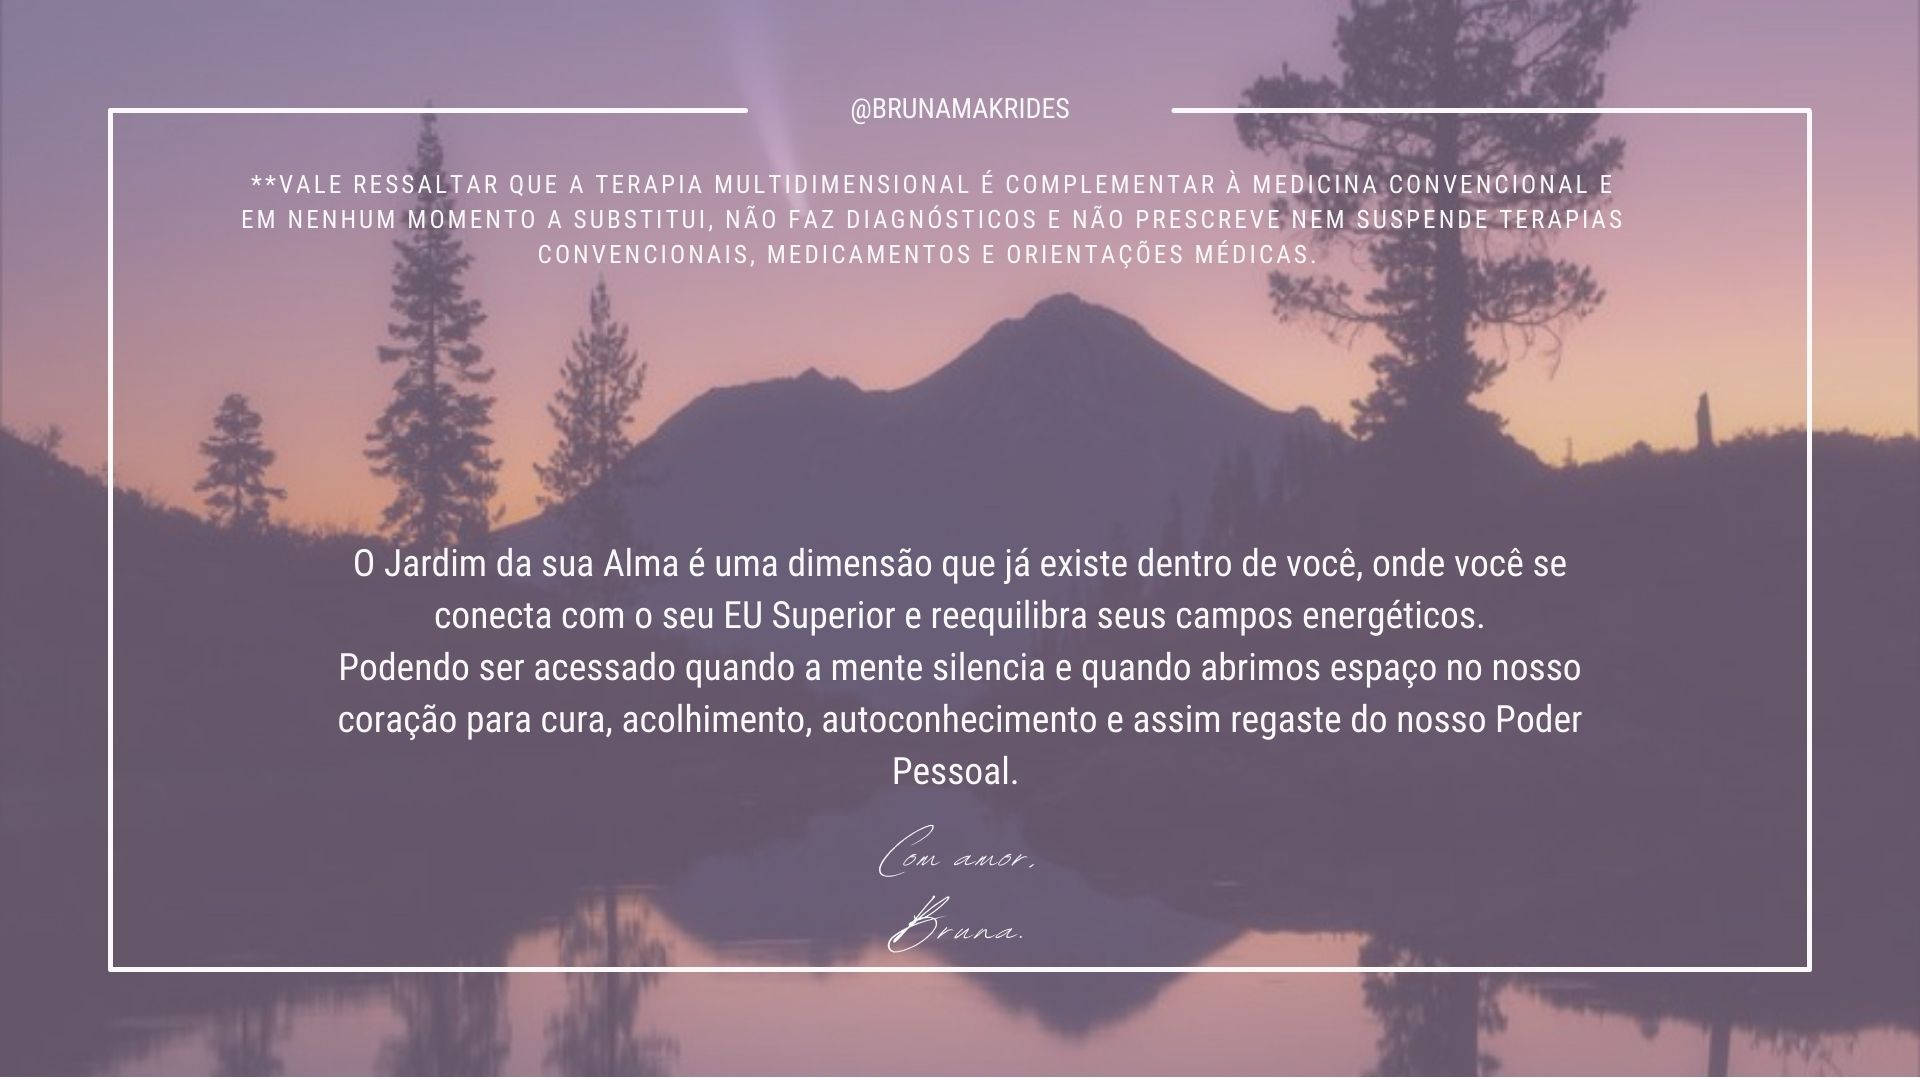 @BRUNAMAKRIDES
**VALE RESSALTAR QUE A TERAPIA MULTIDIMENSIONAL É COMPLEMENTAR À MEDICINA CONVENCIONAL E
EM NENHUM MOMENTO A SUBSTITUI, NÃO FAZ DIAGNÓSTICOS E NÃO PRESCREVE NEM SUSPENDE TERAPIAS
CONVENCIONAIS, MEDICAMENTOS E ORIENTAÇÕES MÉDICAS.
O Jardim da sua Alma é uma dimensão que já existe dentro de você, onde você se
conecta com o seu EU Superior e reequilibra seus campos energéticos.
Podendo ser acessado quando a mente silencia e quando abrimos espaço no nosso
coração para cura, acolhimento, autoconhecimento e assim regaste do nosso Poder
Pessoal.
Com amor,
Bruna.